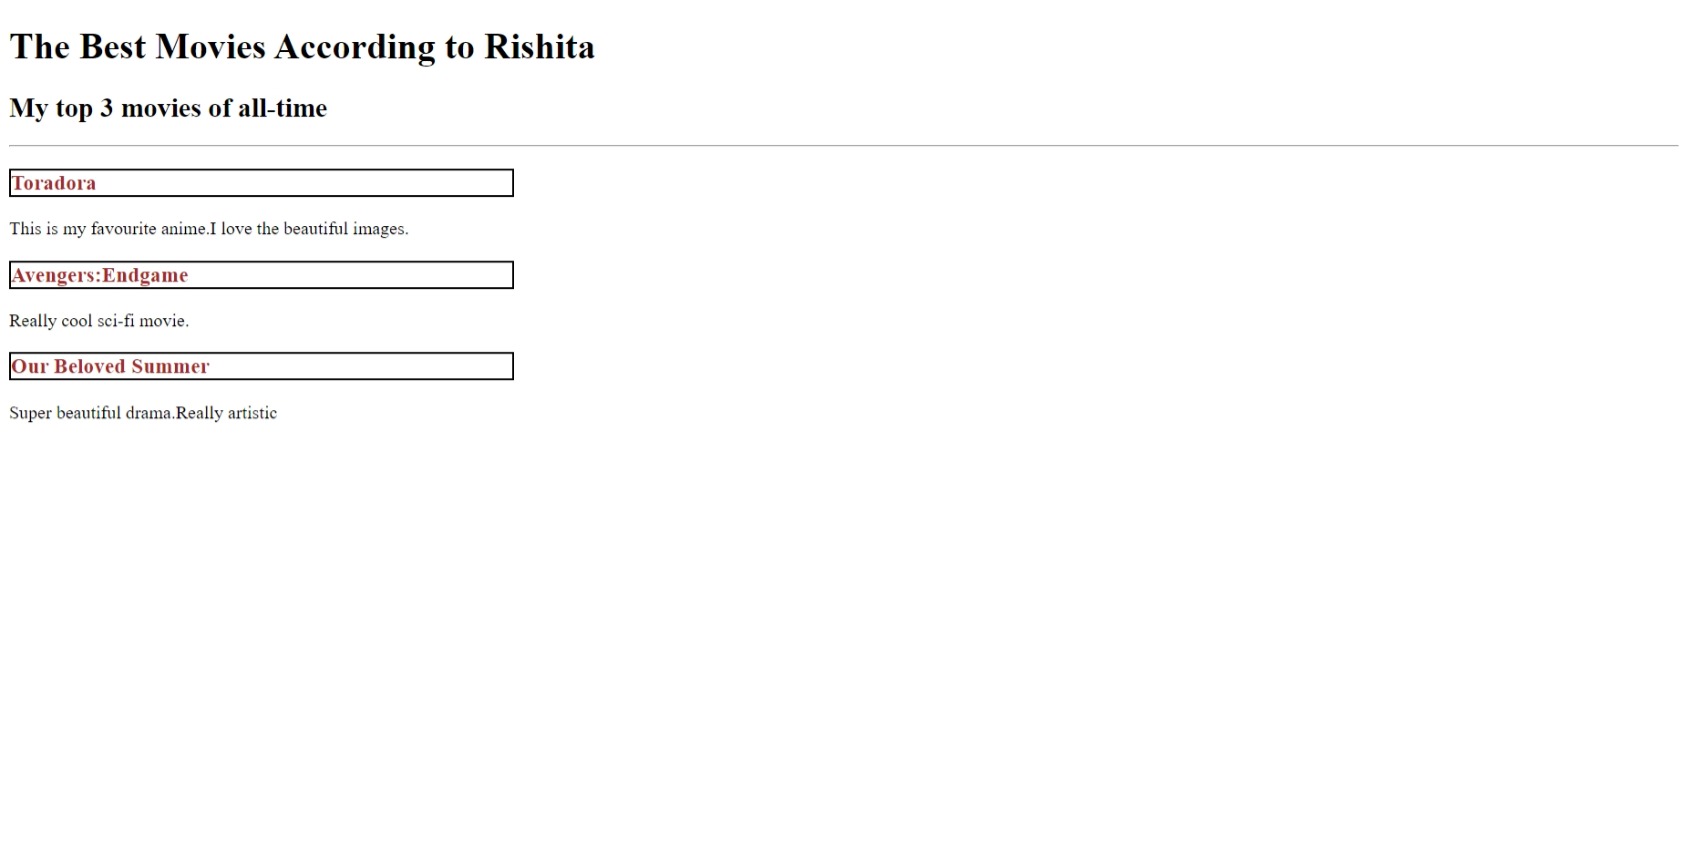 The Best Movies According to Rishita
My top 3 movies of all-time
Toradora
This is my favourite anime.I love the beautiful images.
Avengers:Endgame
Really cool sci-fi movie.
Our Beloved Summer
Super beautiful drama.Really artistic